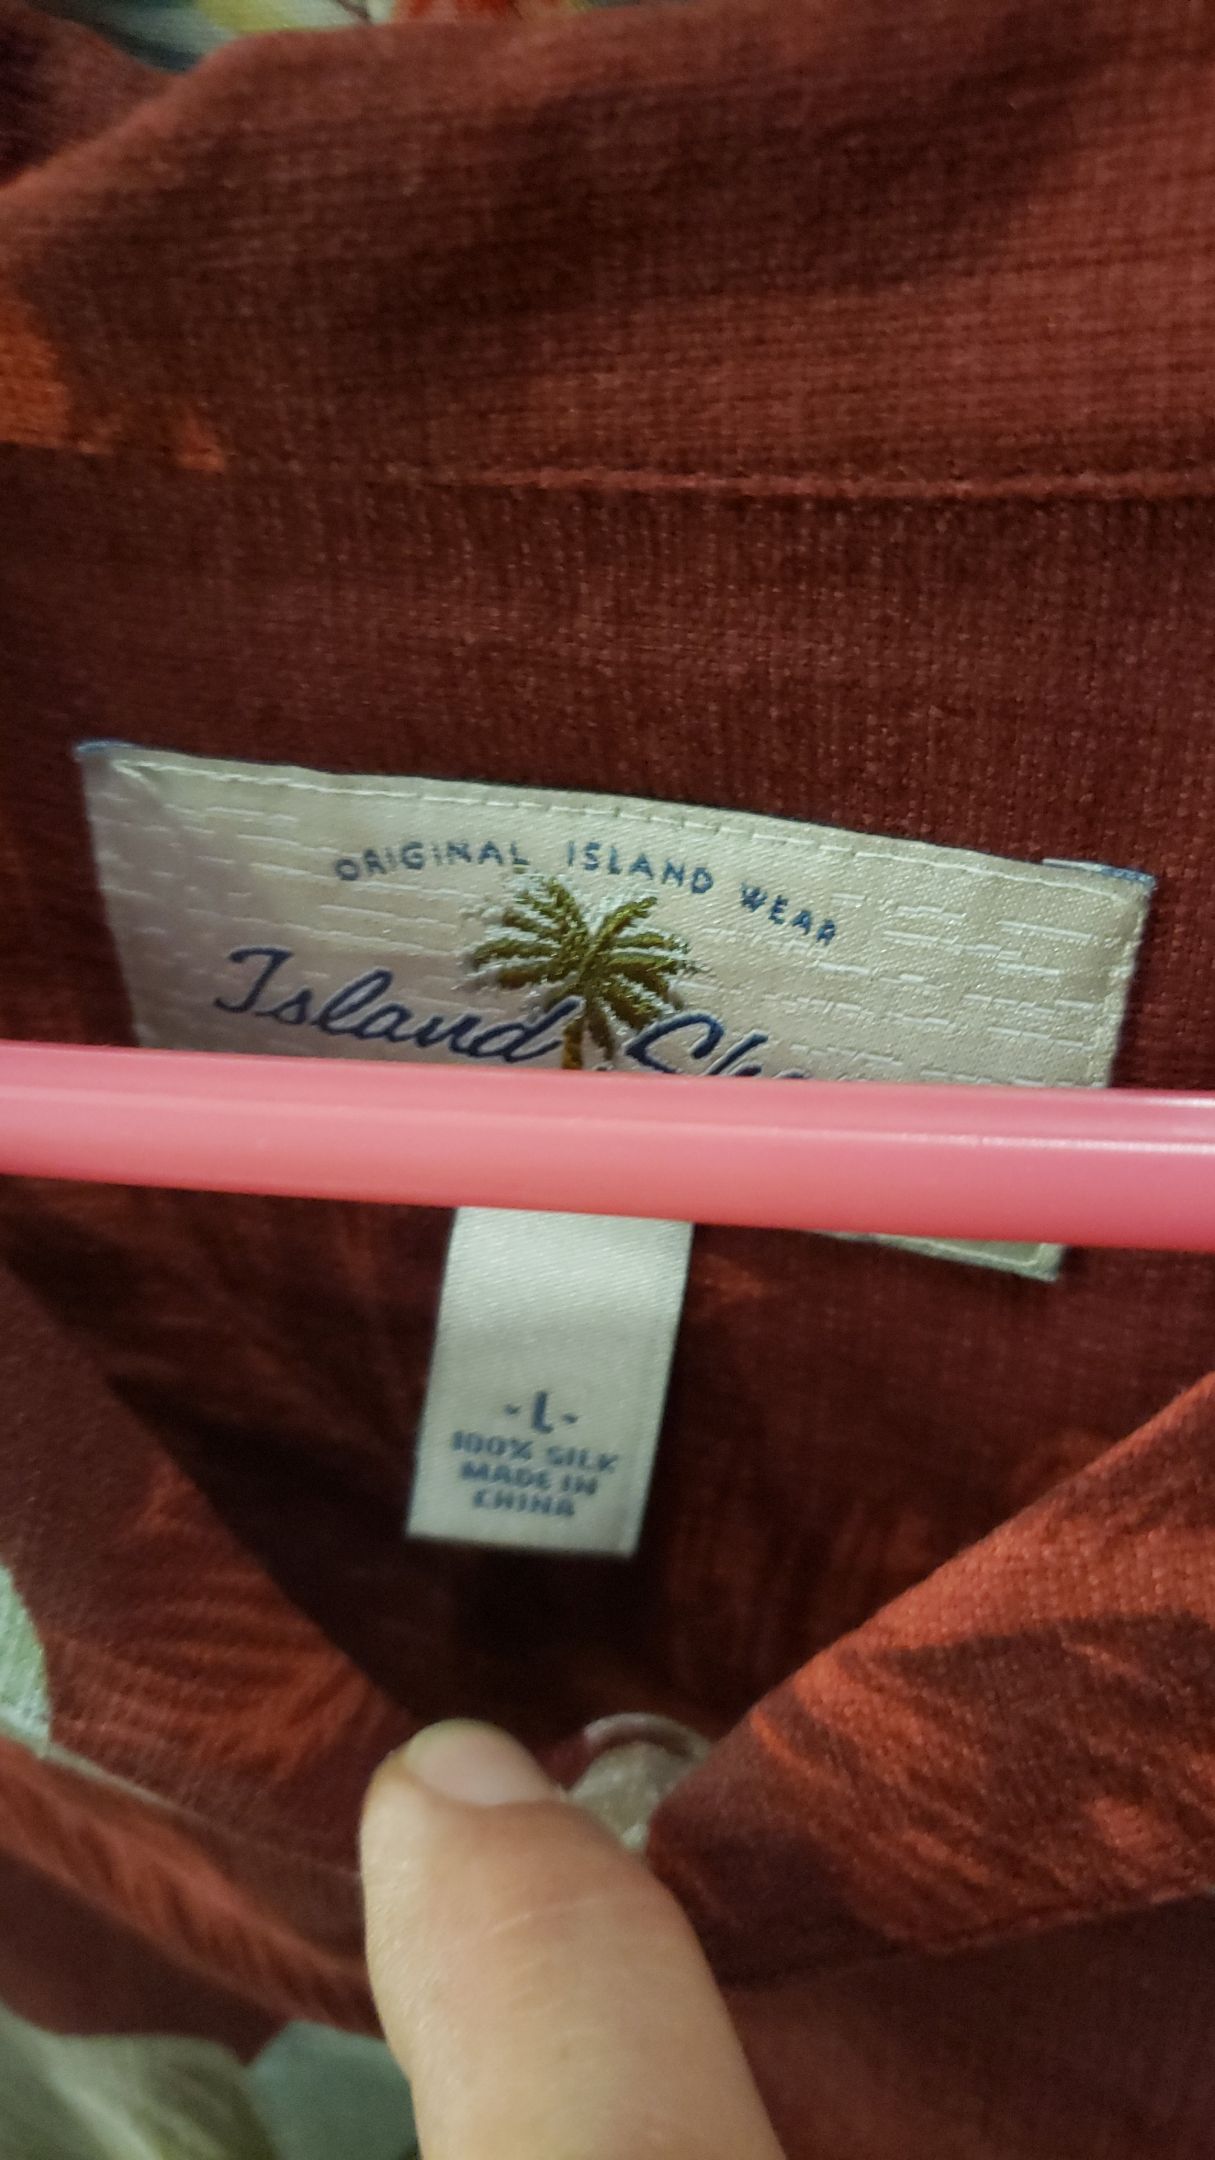 ORIGINAL ISLAND WEAR
Island
-L-
100% SILK
MADE IN
CHINA